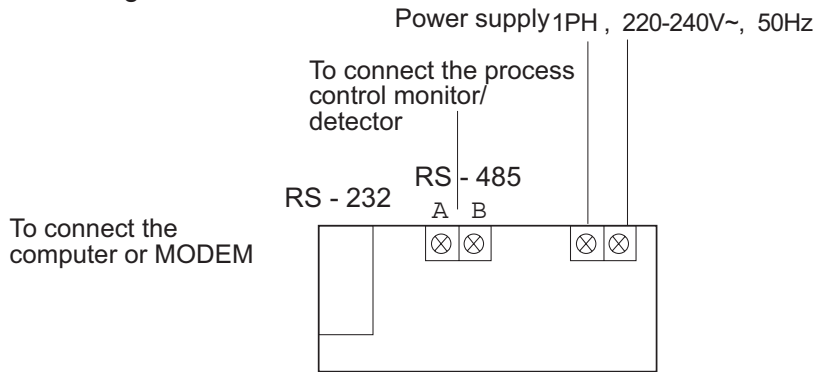 Power supply 1PH , 220-240V~, 50Hz
To connect the process
control monitor/
detector
RS - 485
RS - 232
A B
To connect the
computer or MODEM